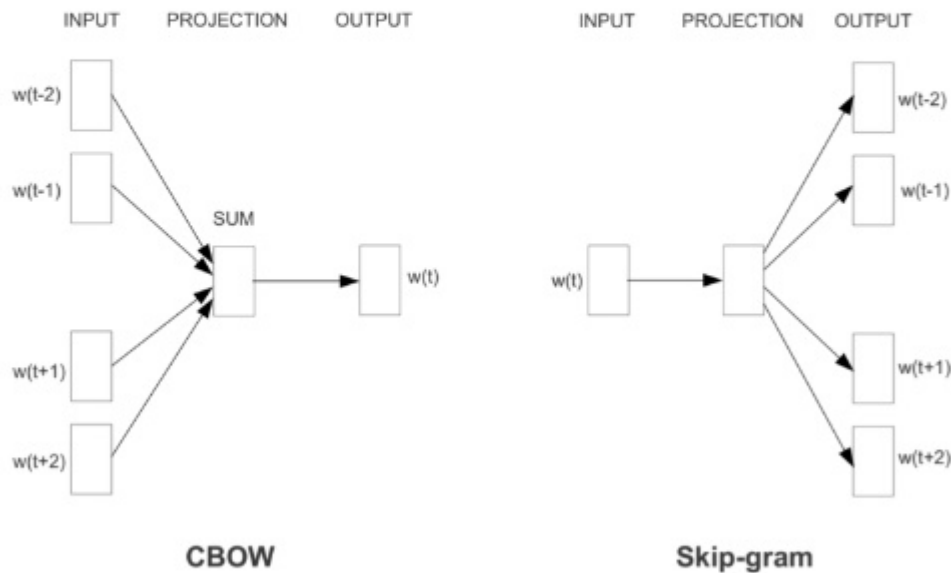 INPUT PROJECTION OUTPUT
w(t-2)
w(t-1)
SUM
w(t)
w(t+1)
w(t+2)
CBOW
INPUT PROJECTION OUTPUT
w(t-2)
w(t-1)
w(t)
w(t+1)
w(t+2)
Skip-gram